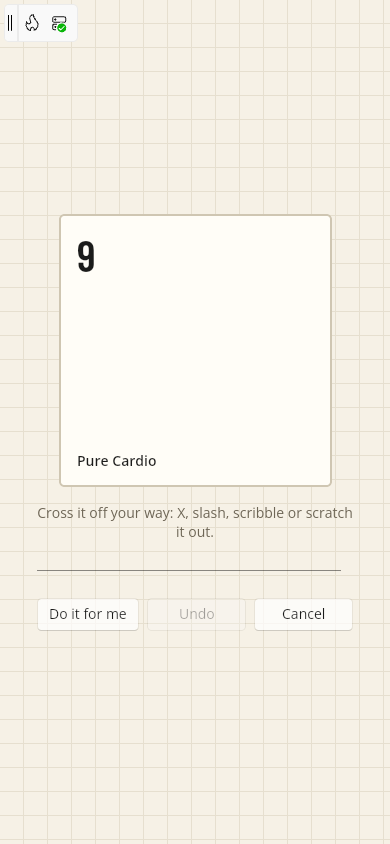 9
Pure Cardio
Cross it off your way: X, slash, scribble or scratch
it out.
Do it for me
Undo
Cancel